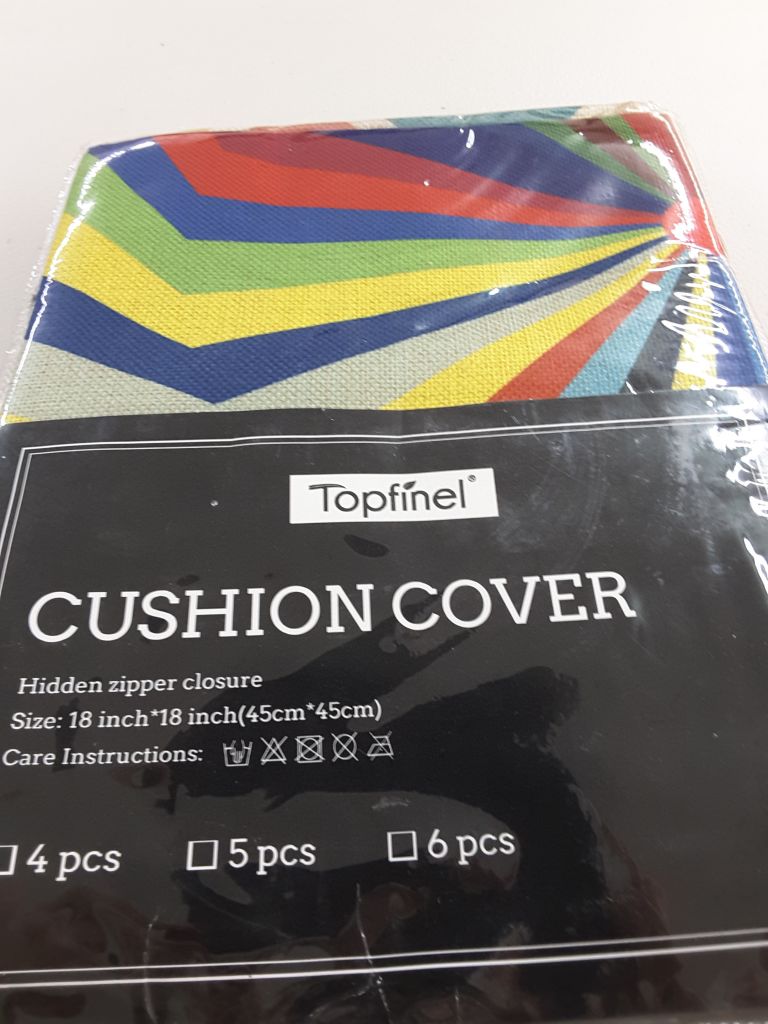 Topfinel®
CUSHION COVER
Hidden zipper closure
Size: 18 inch*18 inch(45cm*45cm)
Care Instructions:
4 pcs 5 pcs 6 pcs